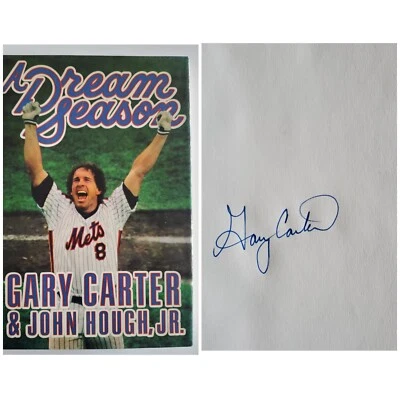 A Dream
Season
Mets
8
GARY CARTER
& JOHN HOUGH, JR.
Gary Carter